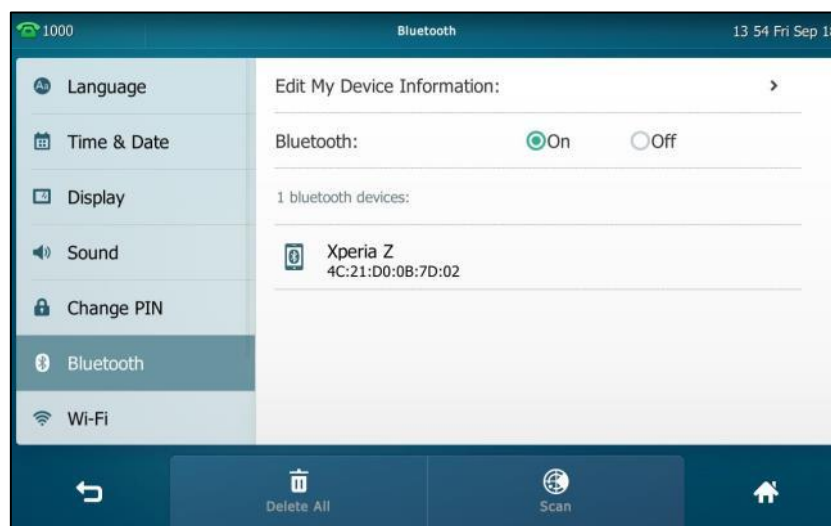 1000
Bluetooth
13 54 Fri Sep
Language
Time & Date
Display
Sound
Change PIN
Bluetooth
Wi-Fi
Edit My Device Information:
Bluetooth:
On
Off
1 bluetooth devices:
Xperia Z
4C:21:D0:0B:7D:02
Delete All
Scan